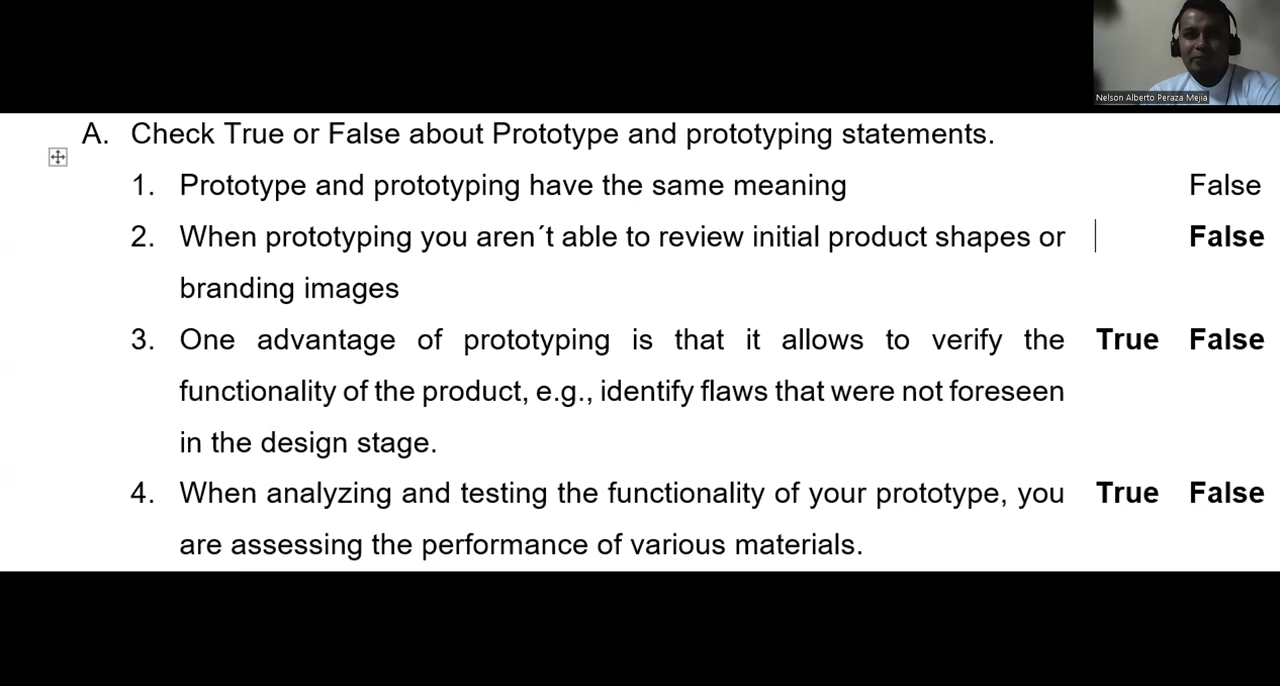 Nelson Alberto Peraza Mejia
A. Check True or False about Prototype and prototyping statements.
1. Prototype and prototyping have the same meaning False
2. When prototyping you aren´t able to review initial product shapes or False
branding images
3. One advantage of prototyping is that it allows to verify the True False
functionality of the product, e.g., identify flaws that were not foreseen
in the design stage.
4. When analyzing and testing the functionality of your prototype, you True False
are assessing the performance of various materials.